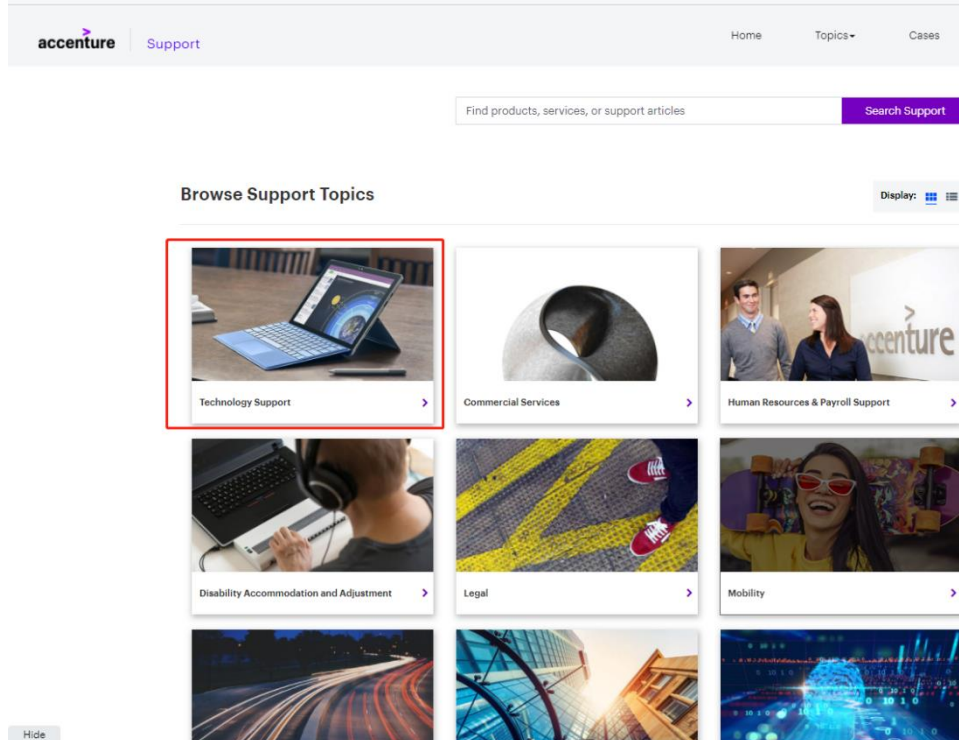 accenture
Support
Home
Topics
Cases
Find products, services, or support articles
Search Support
Browse Support Topics
Display:
accenture
Technology Support
Commercial Services
Human Resources & Payroll Support
Disability Accommodation and Adjustment
Legal
Mobility
Hide